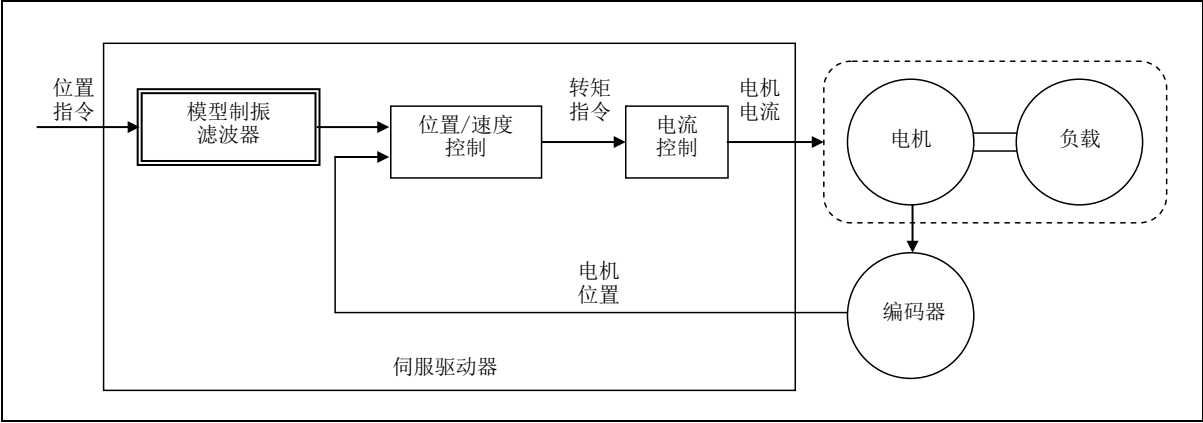 位置
指令
模型制振
滤波器
位置/速度
控制
转矩
指令
电流
控制
电机
电流
电机
负载
电机
位置
编码器
伺服驱动器